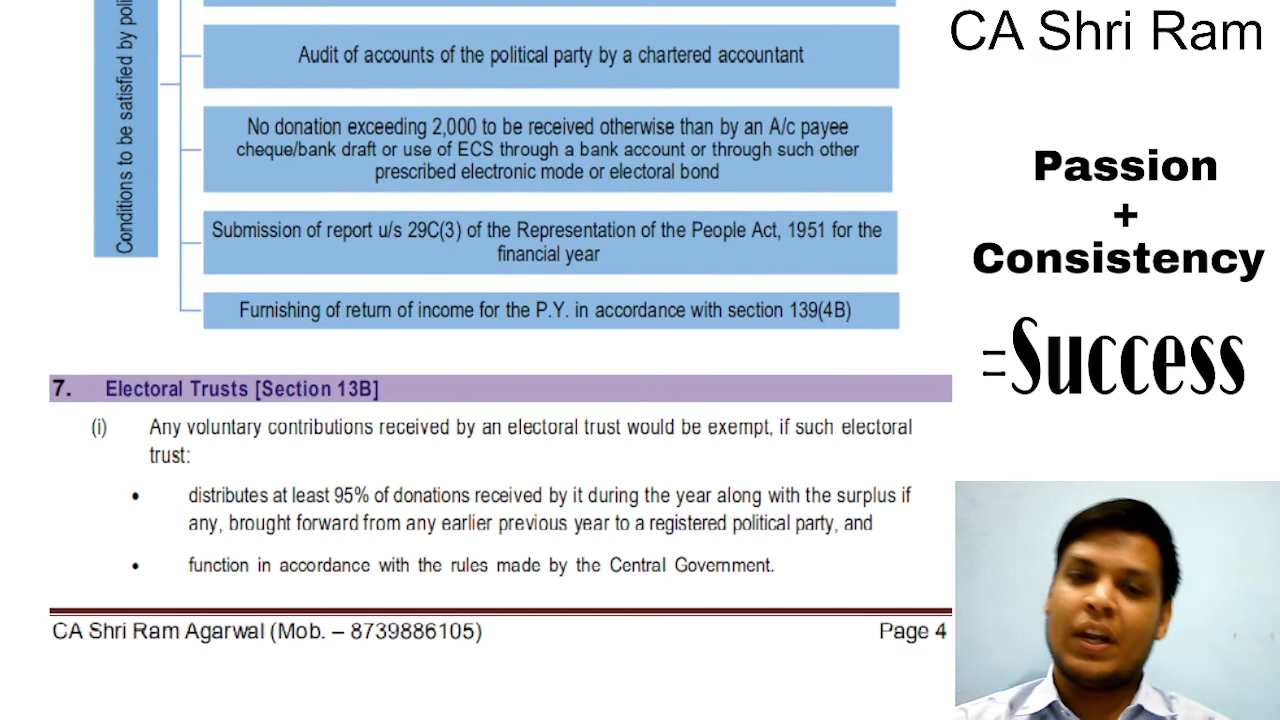 Conditions to be satisfied by poli
Audit of accounts of the political party by a chartered accountant
No donation exceeding 2,000 to be received otherwise than by an A/c payee
cheque/bank draft or use of ECS through a bank account or through such other
prescribed electronic mode or electoral bond
Submission of report u/s 29C(3) of the Representation of the People Act, 1951 for the
financial year
Furnishing of return of income for the P.Y. in accordance with section 139(4B)
7. Electoral Trusts [Section 13B]
(i) Any voluntary contributions received by an electoral trust would be exempt, if such electoral
trust:
• distributes at least 95% of donations received by it during the year along with the surplus if
any, brought forward from any earlier previous year to a registered political party, and
• function in accordance with the rules made by the Central Government.
CA Shri Ram Agarwal (Mob. – 8739886105) Page 4
CA Shri Ram
Passion
+
Consistency
=Success